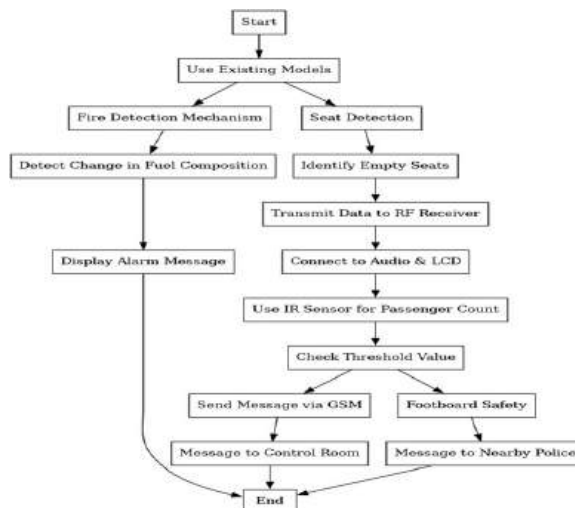 Start
Use Existing Models
Fire Detection Mechanism
Seat Detection
Detect Change in Fuel Composition
Identify Empty Seats
Transmit Data to RF Receiver
Display Alarm Message
Connect to Audio & LCD
Use IR Sensor for Passenger Count
Check Threshold Value
Send Message via GSM
Footboard Safety
Message to Control Room
Message to Nearby Police
End